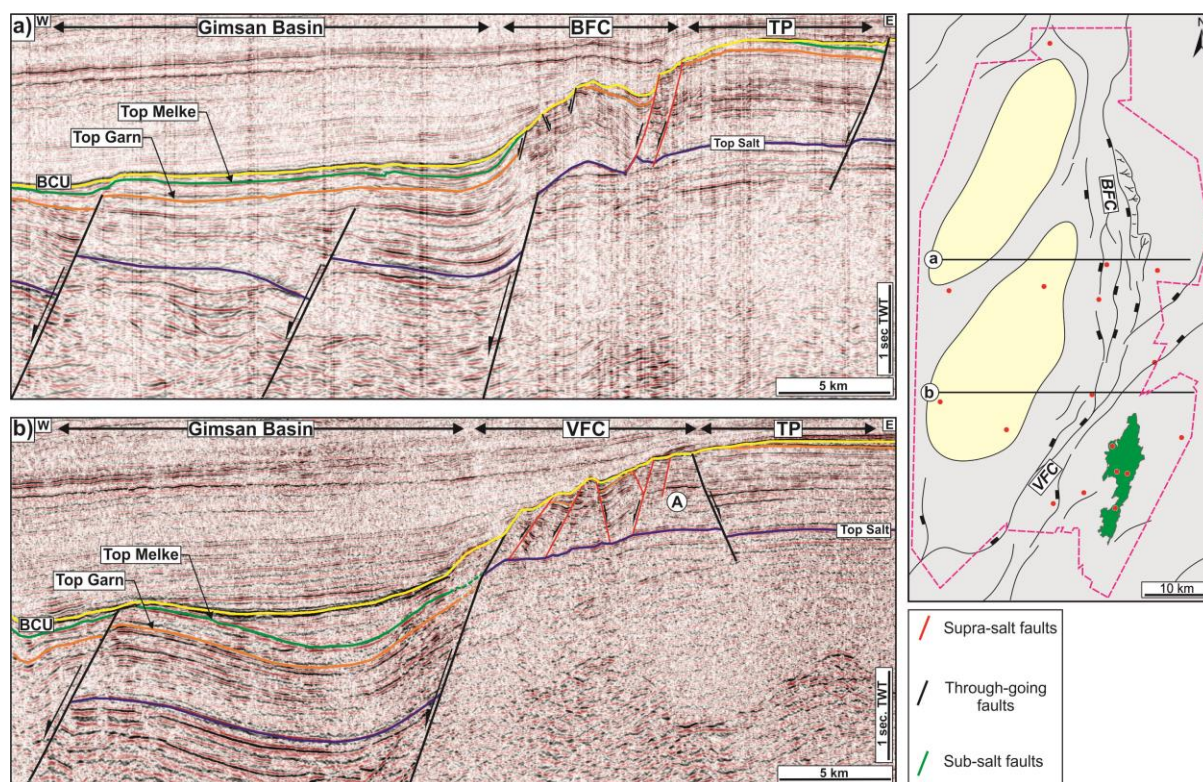 a)
W
Gimsan Basin
BFC
TP
E
Top Melke
Top Garn
Top Salt
BCU
1 sec TWT
5 km
b)
W
Gimsan Basin
VFC
TP
E
A
Top Salt
Top Melke
Top Garn
BCU
1 sec. TWT
5 km
N
BFC
a
b
VFC
10 km
Supra-salt faults
Through-going
faults
Sub-salt faults